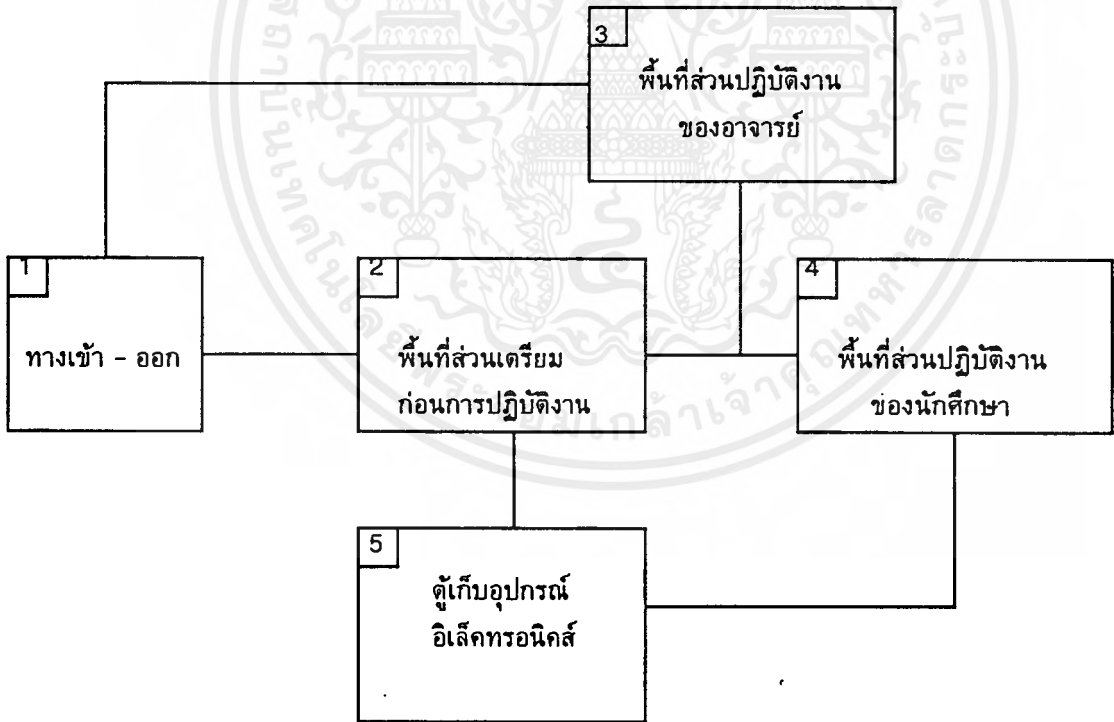 3
พื้นที่ส่วนปฏิบัติงาน
ของอาจารย์
1
ทางเข้า - ออก
2
พื้นที่ส่วนเตรียม
ก่อนการปฏิบัติงาน
4
พื้นที่ส่วนปฏิบัติงาน
ข่องนักศึกษา
5
ตู้เก็บอุปกรณ์
อิเล็คทรอนิคส์